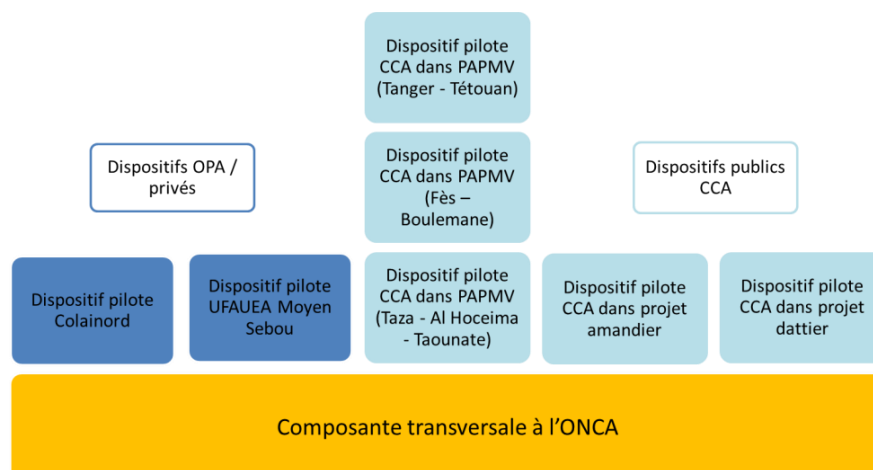 Dispositif pilote
CCA dans PAPMV
(Tanger - Tétouan)
Dispositifs OPA /
privés
Dispositif pilote
CCA dans PAPMV
(Fès –
Boulemane)
Dispositifs publics
CCA
Dispositif pilote
Colainord
Dispositif pilote
UFAUEA Moyen
Sebou
Dispositif pilote
CCA dans PAPMV
(Taza - Al Hoceima
- Taounate)
Dispositif pilote
CCA dans projet
amandier
Dispositif pilote
CCA dans projet
dattier
Composante transversale à l’ONCA